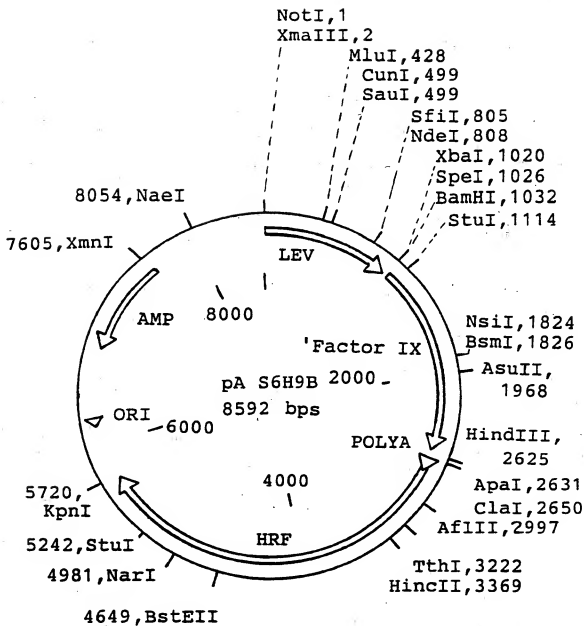 NotI,1
XmaIII,2
MluI,428
CunI,499
SauI,499
SfiI,805
NdeI,808
XbaI,1020
SpeI,1026
BamHI,1032
StuI,1114
8054,NaeI
7605,XmnI
LEV
AMP
8000
'Factor IX
NsiI,1824
BsmI,1826
AsuII,
1968
pA S6H9B
8592 bps
2000
ORI
6000
POLYA
HindIII,
2625
ApaI,2631
ClaI,2650
AflII,2997
4000
5720,
KpnI
HRF
5242,StuI
4981,NarI
TthI,3222
HincII,3369
4649,BstEII